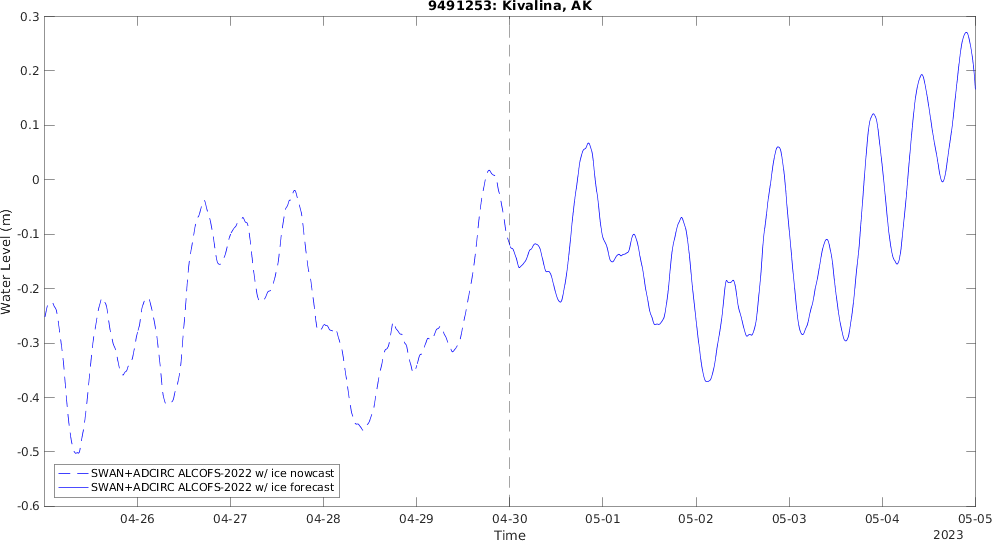 9491253: Kivalina, AK
0.3
0.2
0.1
0
-0.1
-0.2
-0.3
-0.4
-0.5
-0.6
Water Level (m)
SWAN+ADCIRC ALCOFS-2022 w/ ice nowcast
SWAN+ADCIRC ALCOFS-2022 w/ ice forecast
04-26 04-27 04-28 04-29 04-30 05-01 05-02 05-03 05-04 05-05
Time
2023